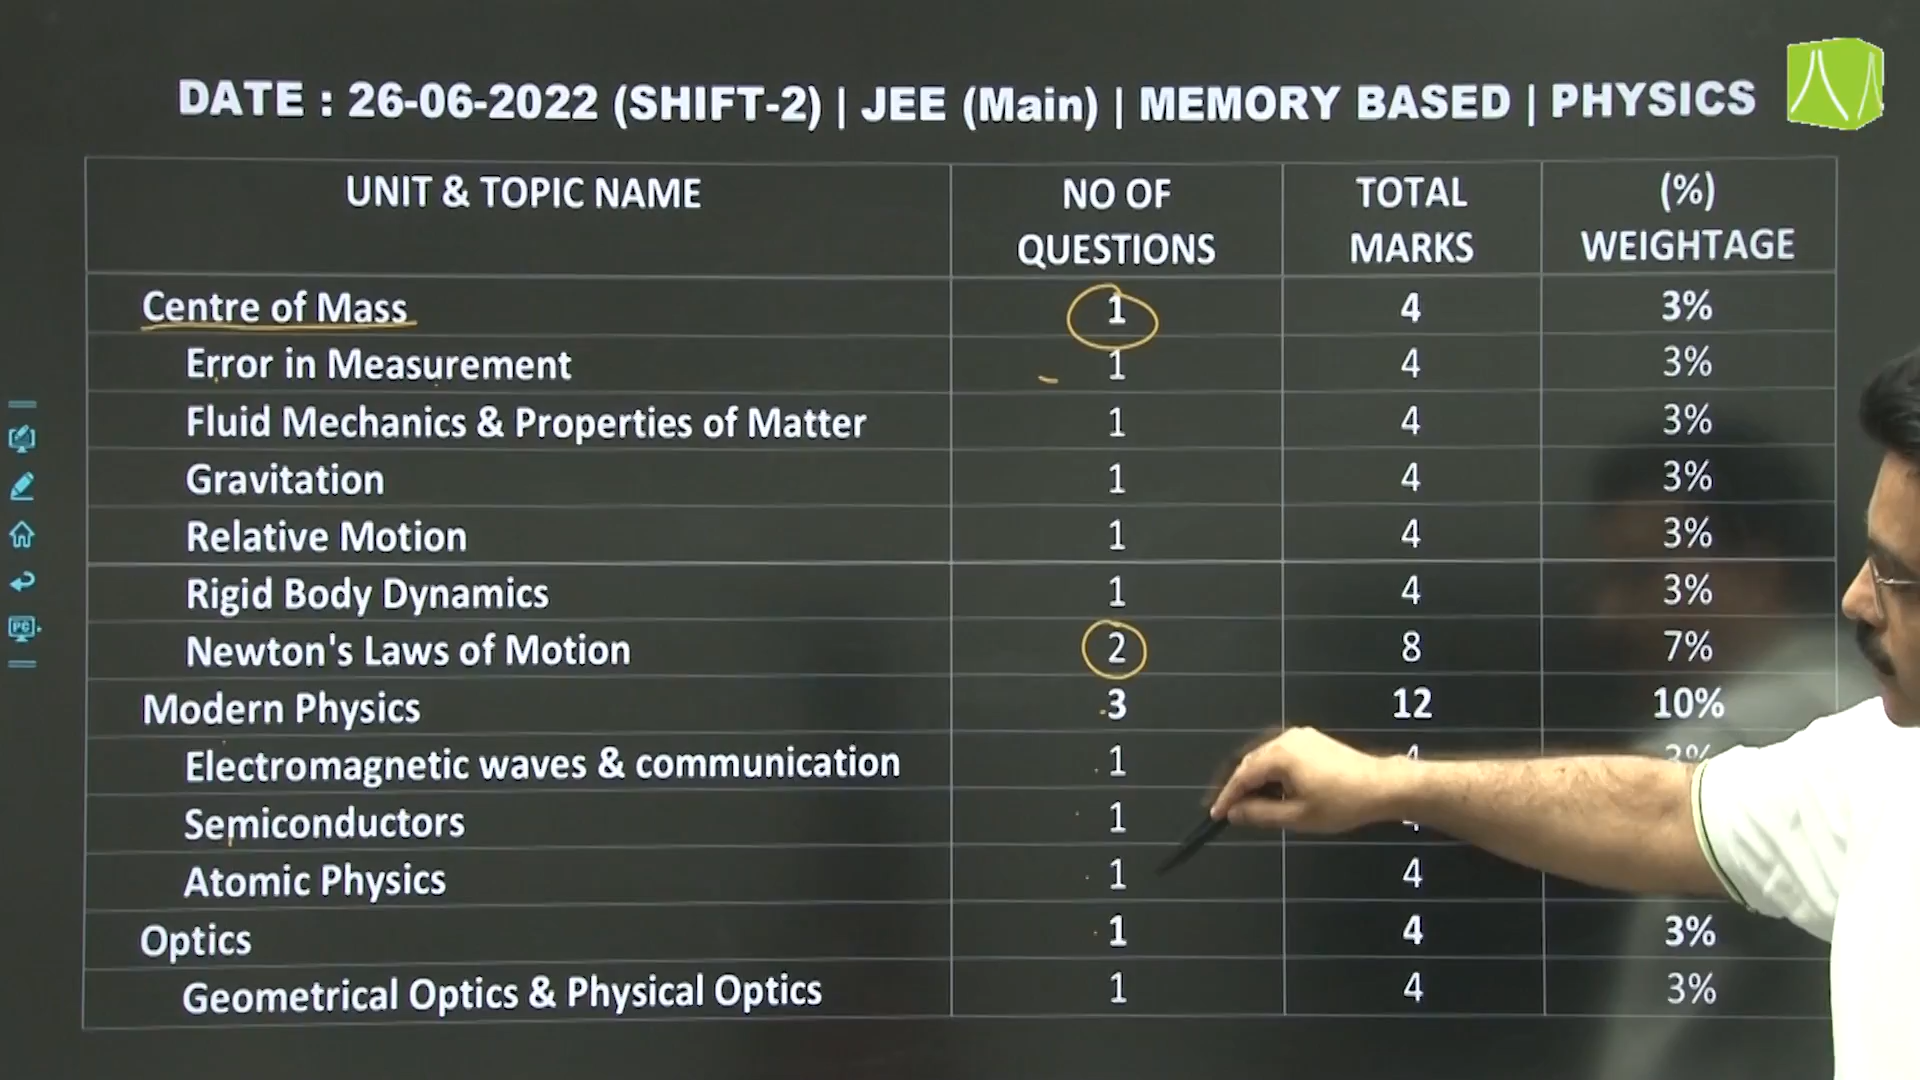 DATE : 26-06-2022 (SHIFT-2) | JEE (Main) | MEMORY BASED | PHYSICS
UNIT & TOPIC NAME NO OF QUESTIONS TOTAL MARKS (%) WEIGHTAGE
Centre of Mass 1 4 3%
Error in Measurement 1 4 3%
Fluid Mechanics & Properties of Matter 1 4 3%
Gravitation 1 4 3%
Relative Motion 1 4 3%
Rigid Body Dynamics 1 4 3%
Newton's Laws of Motion 2 8 7%
Modern Physics 3 12 10%
Electromagnetic waves & communication 1 4 3%
Semiconductors 1 4
Atomic Physics 1 4
Optics 1 4 3%
Geometrical Optics & Physical Optics 1 4 3%
PC